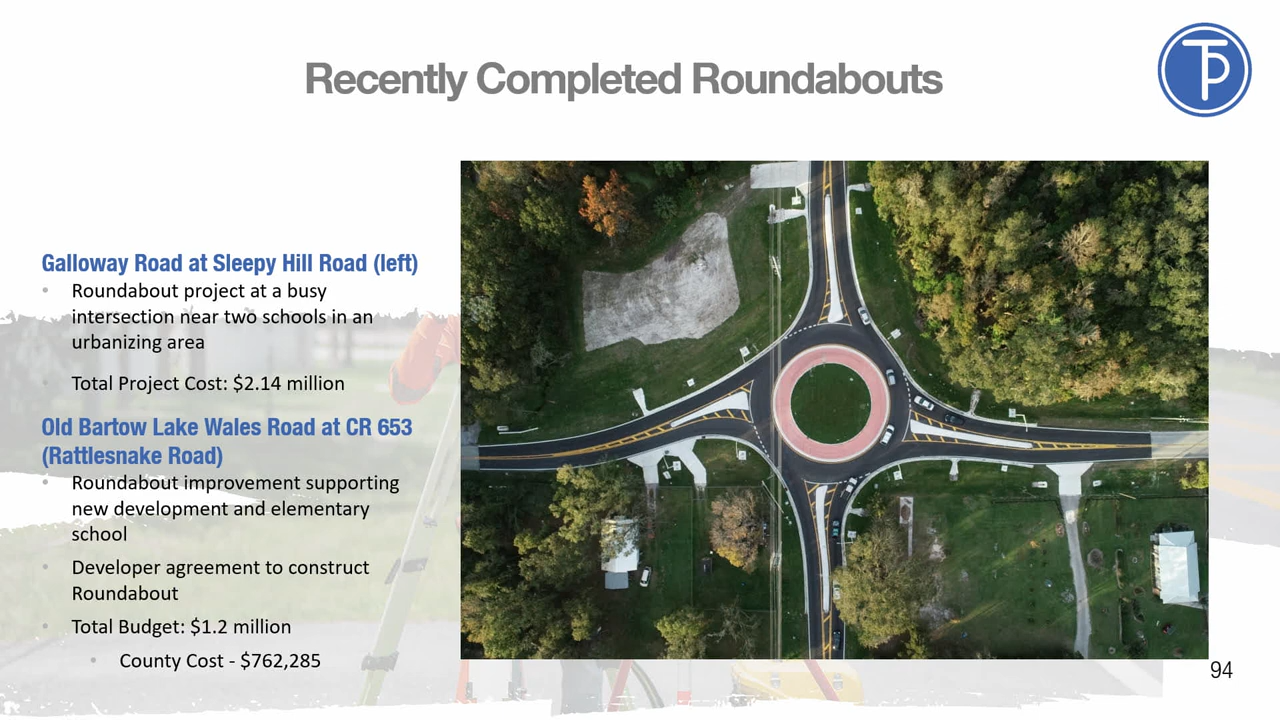 Recently Completed Roundabouts
TP
Galloway Road at Sleepy Hill Road (left)
• Roundabout project at a busy
intersection near two schools in an
urbanizing area
• Total Project Cost: $2.14 million
Old Bartow Lake Wales Road at CR 653
(Rattlesnake Road)
• Roundabout improvement supporting
new development and elementary
school
• Developer agreement to construct
Roundabout
• Total Budget: $1.2 million
• County Cost - $762,285
94